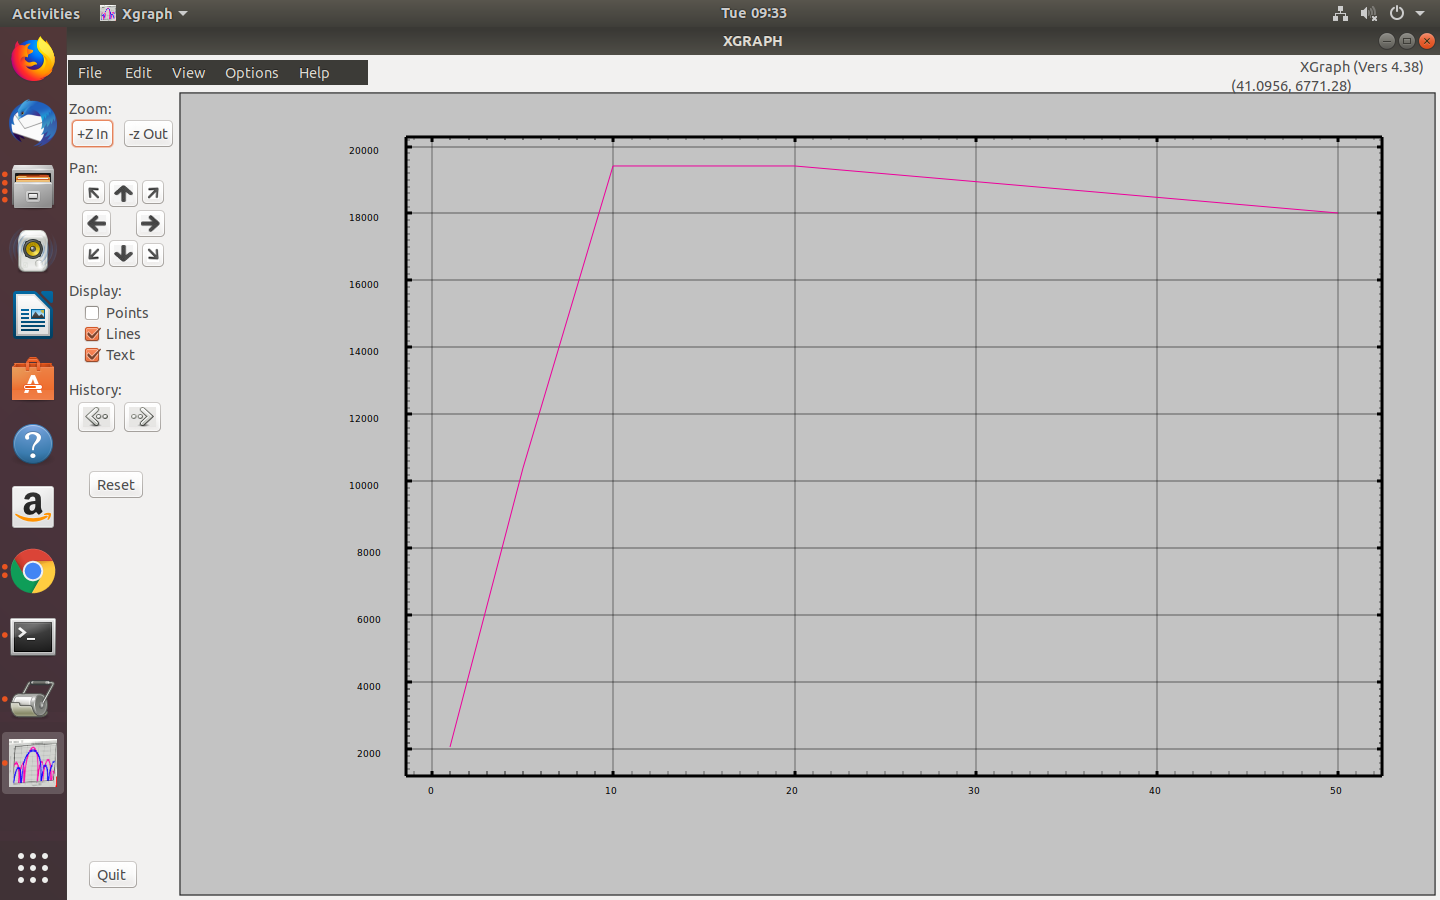 Activities Xgraph Tue 09:33
XGRAPH
File Edit View Options Help
XGraph (Vers 4.38)
(41.0956, 6771.28)
Zoom:
+Z In -z Out
Pan:
Display:
Points
Lines
Text
History:
Reset
Quit
20000
18000
16000
14000
12000
10000
8000
6000
4000
2000
0 10 20 30 40 50